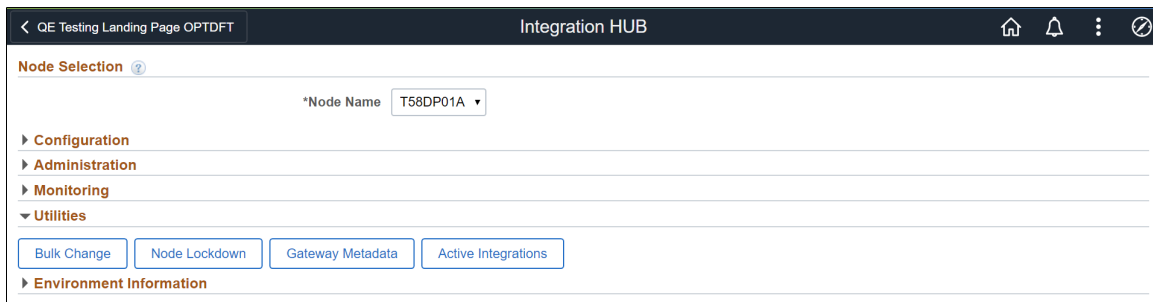 QE Testing Landing Page OPTDFT Integration HUB
Node Selection ?
*Node Name T58DP01A
Configuration
Administration
Monitoring
Utilities
Bulk Change Node Lockdown Gateway Metadata Active Integrations
Environment Information